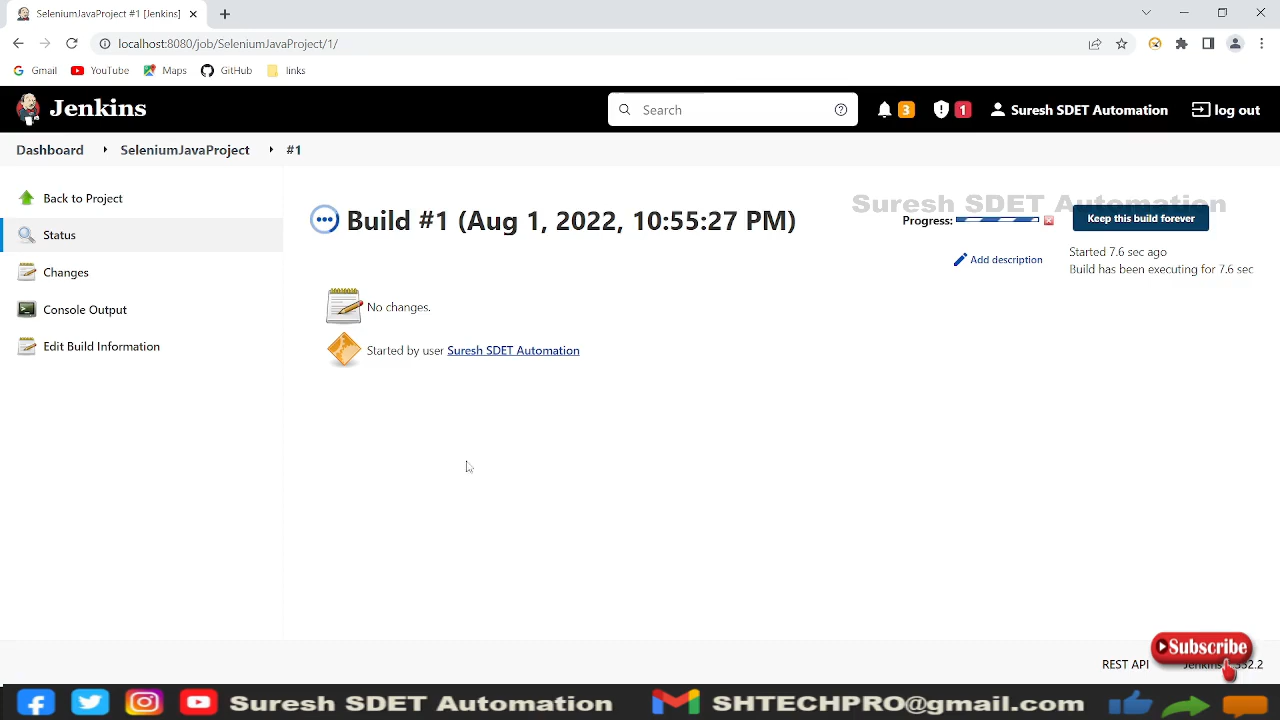 SeleniumJavaProject #1 [Jenkins]
localhost:8080/job/SeleniumJavaProject/1/
Gmail YouTube Maps GitHub links
Jenkins Search 3 1 Suresh SDET Automation log out
Dashboard SeleniumJavaProject #1
Back to Project
Status
Changes
Console Output
Edit Build Information
Suresh SDET Automation
Build #1 (Aug 1, 2022, 10:55:27 PM)
Progress: Keep this build forever
Add description
Started 7.6 sec ago
Build has been executing for 7.6 sec
No changes.
Started by user Suresh SDET Automation
Subscribe
REST API
Suresh SDET Automation SHTECHPRO@gmail.com